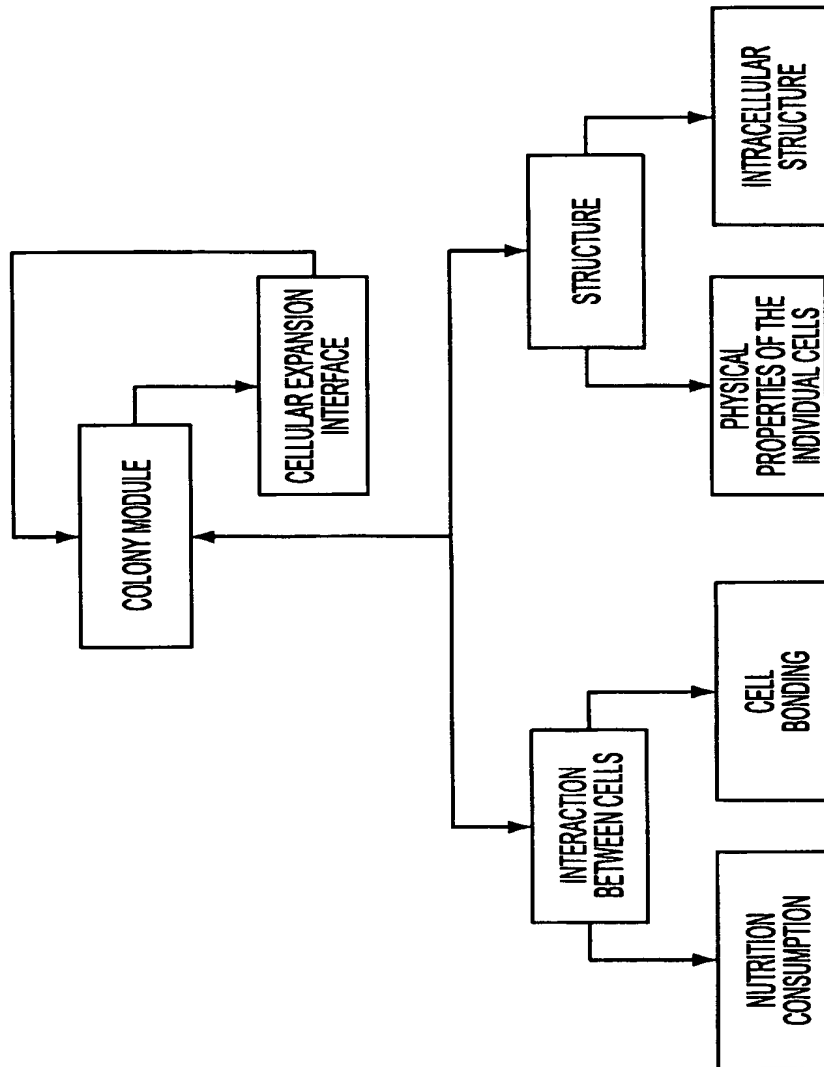 COLONY MODULE
CELLULAR EXPANSION
INTERFACE
INTERACTION
BETWEEN CELLS
STRUCTURE
NUTRITION
CONSUMPTION
CELL
BONDING
PHYSICAL
PROPERTIES OF THE
INDIVIDUAL CELLS
INTRACELLULAR
STRUCTURE